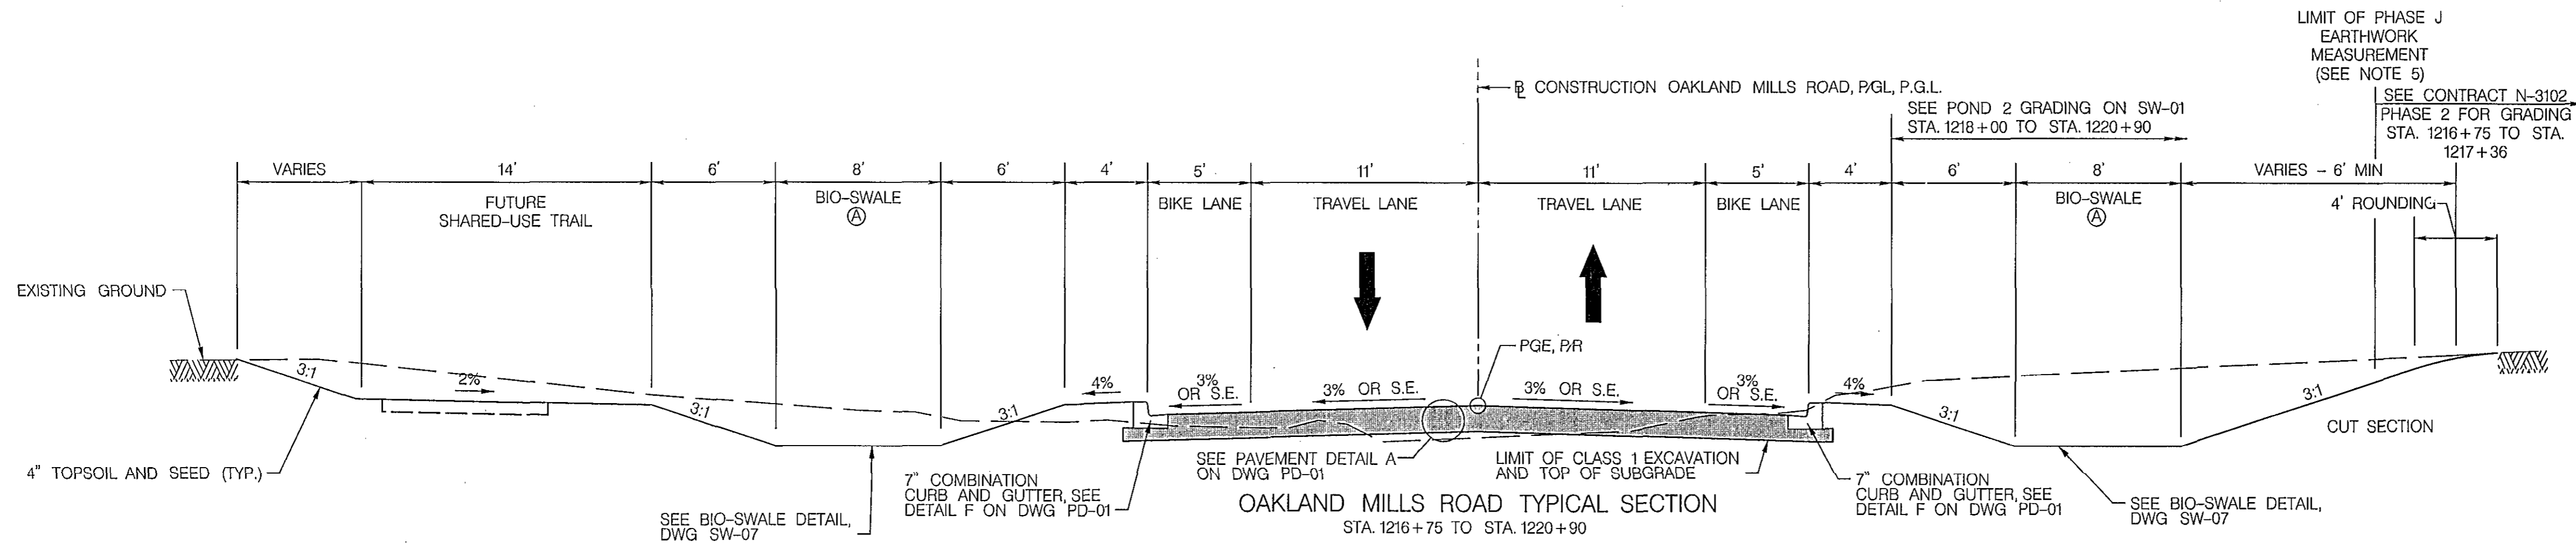 LIMIT OF PHASE J
EARTHWORK
MEASUREMENT
(SEE NOTE 5)
℄ CONSTRUCTION OAKLAND MILLS ROAD, P/GL, P.G.L.
SEE POND 2 GRADING ON SW-01
STA. 1218+00 TO STA. 1220+90
SEE CONTRACT N-3102
PHASE 2 FOR GRADING
STA. 1216+75 TO STA.
1217+36
VARIES
14'
6'
8'
6'
4'
5'
11'
11'
5'
4'
6'
8'
VARIES - 6' MIN
FUTURE
SHARED-USE TRAIL
BIO-SWALE
A
BIKE LANE
TRAVEL LANE
TRAVEL LANE
BIKE LANE
BIO-SWALE
A
4' ROUNDING
EXISTING GROUND
PGE, P/R
3:1
2%
3:1
3:1
4%
3%
OR S.E.
3% OR S.E.
3% OR S.E.
3%
OR S.E.
4%
3:1
3:1
CUT SECTION
4" TOPSOIL AND SEED (TYP.)
SEE BIO-SWALE DETAIL,
DWG SW-07
7" COMBINATION
CURB AND GUTTER, SEE
DETAIL F ON DWG PD-01
SEE PAVEMENT DETAIL A
ON DWG PD-01
LIMIT OF CLASS 1 EXCAVATION
AND TOP OF SUBGRADE
7" COMBINATION
CURB AND GUTTER, SEE
DETAIL F ON DWG PD-01
SEE BIO-SWALE DETAIL,
DWG SW-07
OAKLAND MILLS ROAD TYPICAL SECTION
STA. 1216+75 TO STA. 1220+90